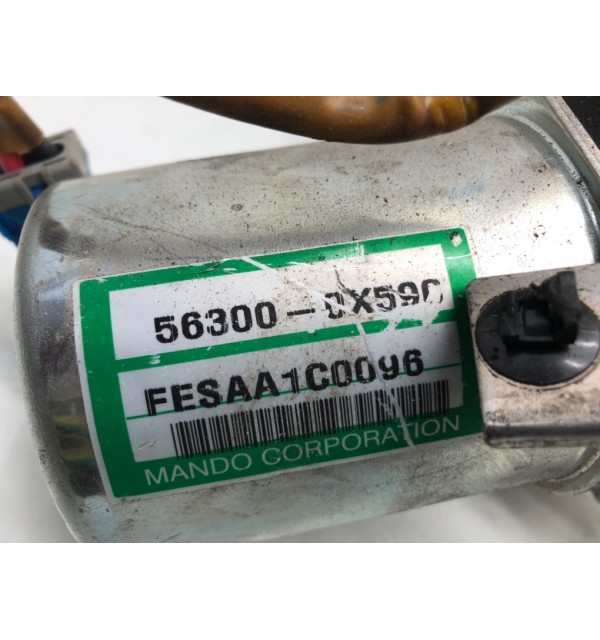 56300-0X590
FESAA1C0096
MANDO CORPORATION